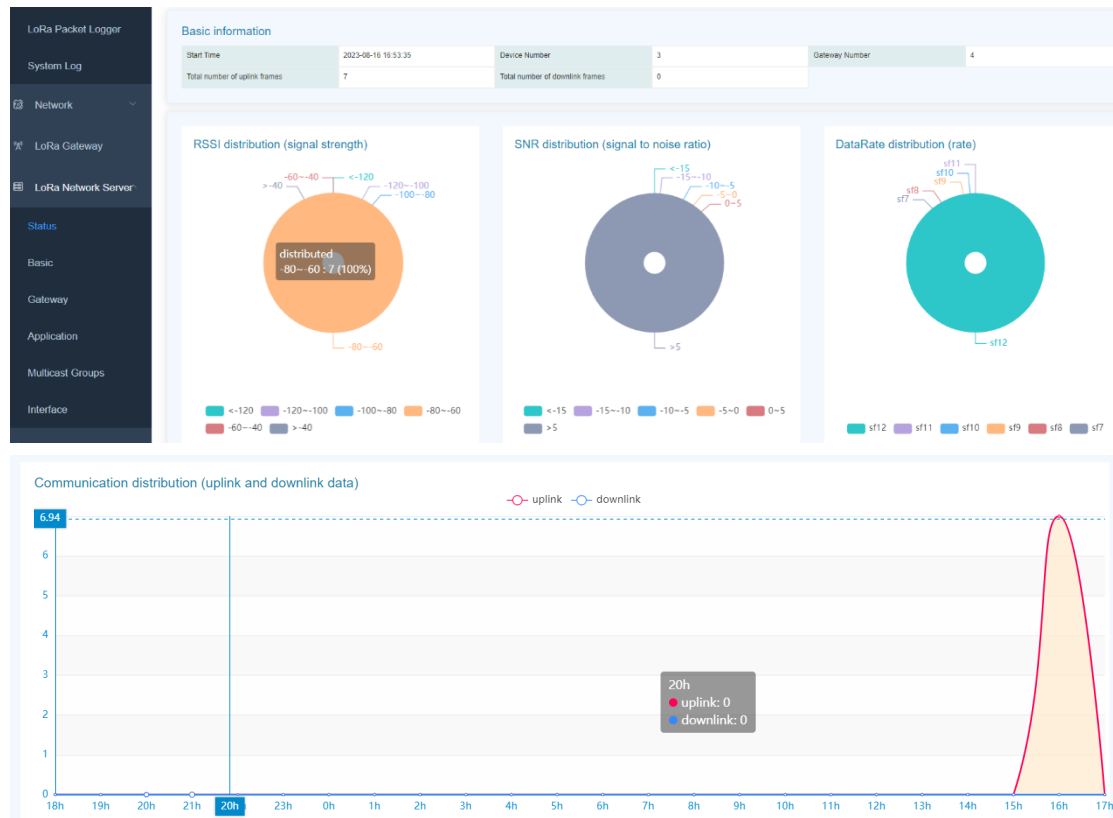 LoRa Packet Logger
System Log
Network
LoRa Gateway
LoRa Network Server
Status
Basic
Gateway
Application
Multicast Groups
Interface
Basic information
Start Time 2023-08-16 16:53:35 Device Number 3 Gateway Number 4
Total number of uplink frames 7 Total number of downlink frames 0
RSSI distribution (signal strength)
-60~-40 <-120
>-40 -120~-100
-100~-80
distributed
-80~-60 : 7 (100%)
-80~-60
<-120 -120~-100 -100~-80 -80~-60
-60~-40 >-40
SNR distribution (signal to noise ratio)
<-15
-15~-10
-10~-5
-5~0
0~5
>5
<-15 -15~-10 -10~-5 -5~0 0~5
>5
DataRate distribution (rate)
sf11
sf10
sf9
sf8
sf7
sf12
sf12 sf11 sf10 sf9 sf8 sf7
Communication distribution (uplink and downlink data)
uplink downlink
6.94
6
5
4
3
2
1
0
20h
uplink: 0
downlink: 0
18h 19h 20h 21h 20h 23h 0h 1h 2h 3h 4h 5h 6h 7h 8h 9h 10h 11h 12h 13h 14h 15h 16h 17h